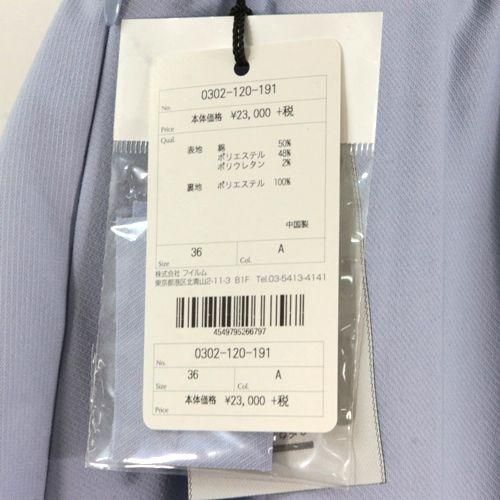 No. 0302-120-191
Price 本体価格 ¥23,000 +税
Qual.
表地 綿 50%
ポリエステル 48%
ポリウレタン 2%
裏地 ポリエステル 100%
中国製
Size 36 Col. A
株式会社 フイルム
東京都港区北青山2-11-3 B1F Tel.03-5413-4141
4549795266797
No. 0302-120-191
Size 36 Col. A
Price 本体価格 ¥23,000 +税